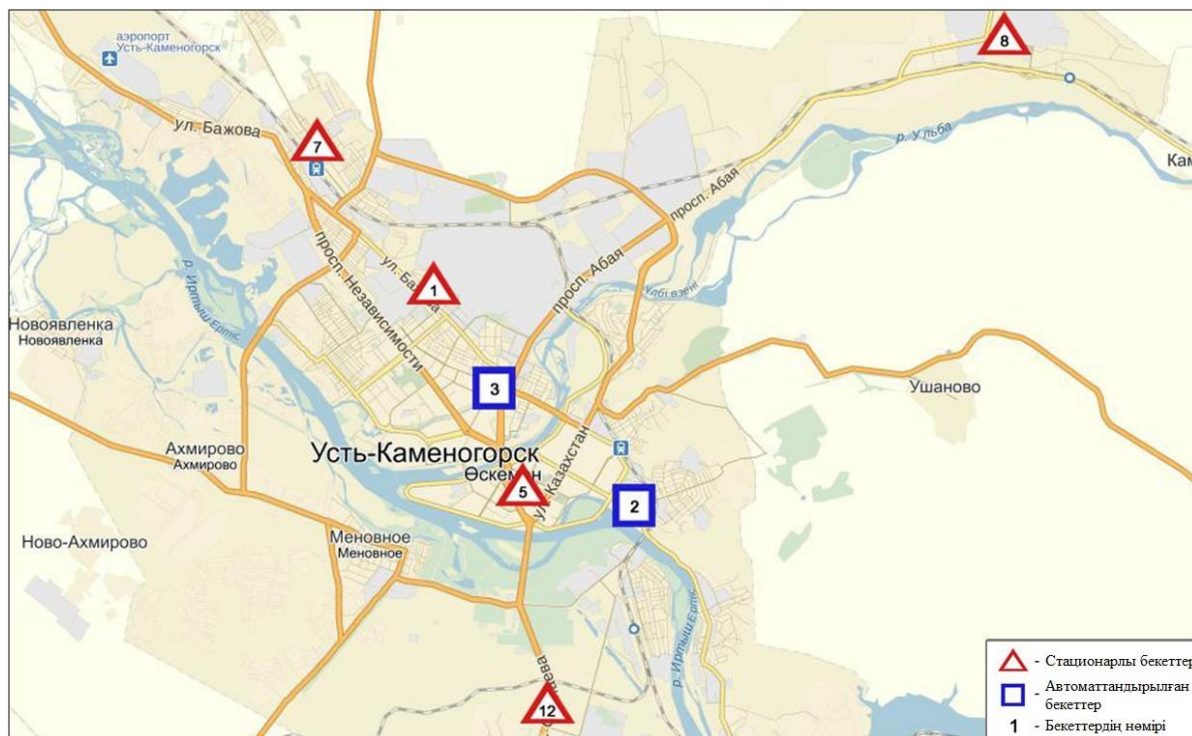 аэропорт
Усть-Каменогорск
8
ул. Бажова
7
р. Ульба
Кам
просп. Абая
просп. Независимости
ул. Бажова
1
просп. Абая
Үлбі өзені
р. Иртыш Ертіс
Новоявленка
Новоявленка
3
Ушаново
Усть-Каменогорск
Өскемен
ул. Казахстан
Ахмирово
Ахмирово
5
2
Ново-Ахмирово
Меновное
Меновное
р. Иртыш Ертіс
12
- Стационарлы бекеттер
- Автоматтандырылған
бекеттер
1 - Бекеттердің нөмірі